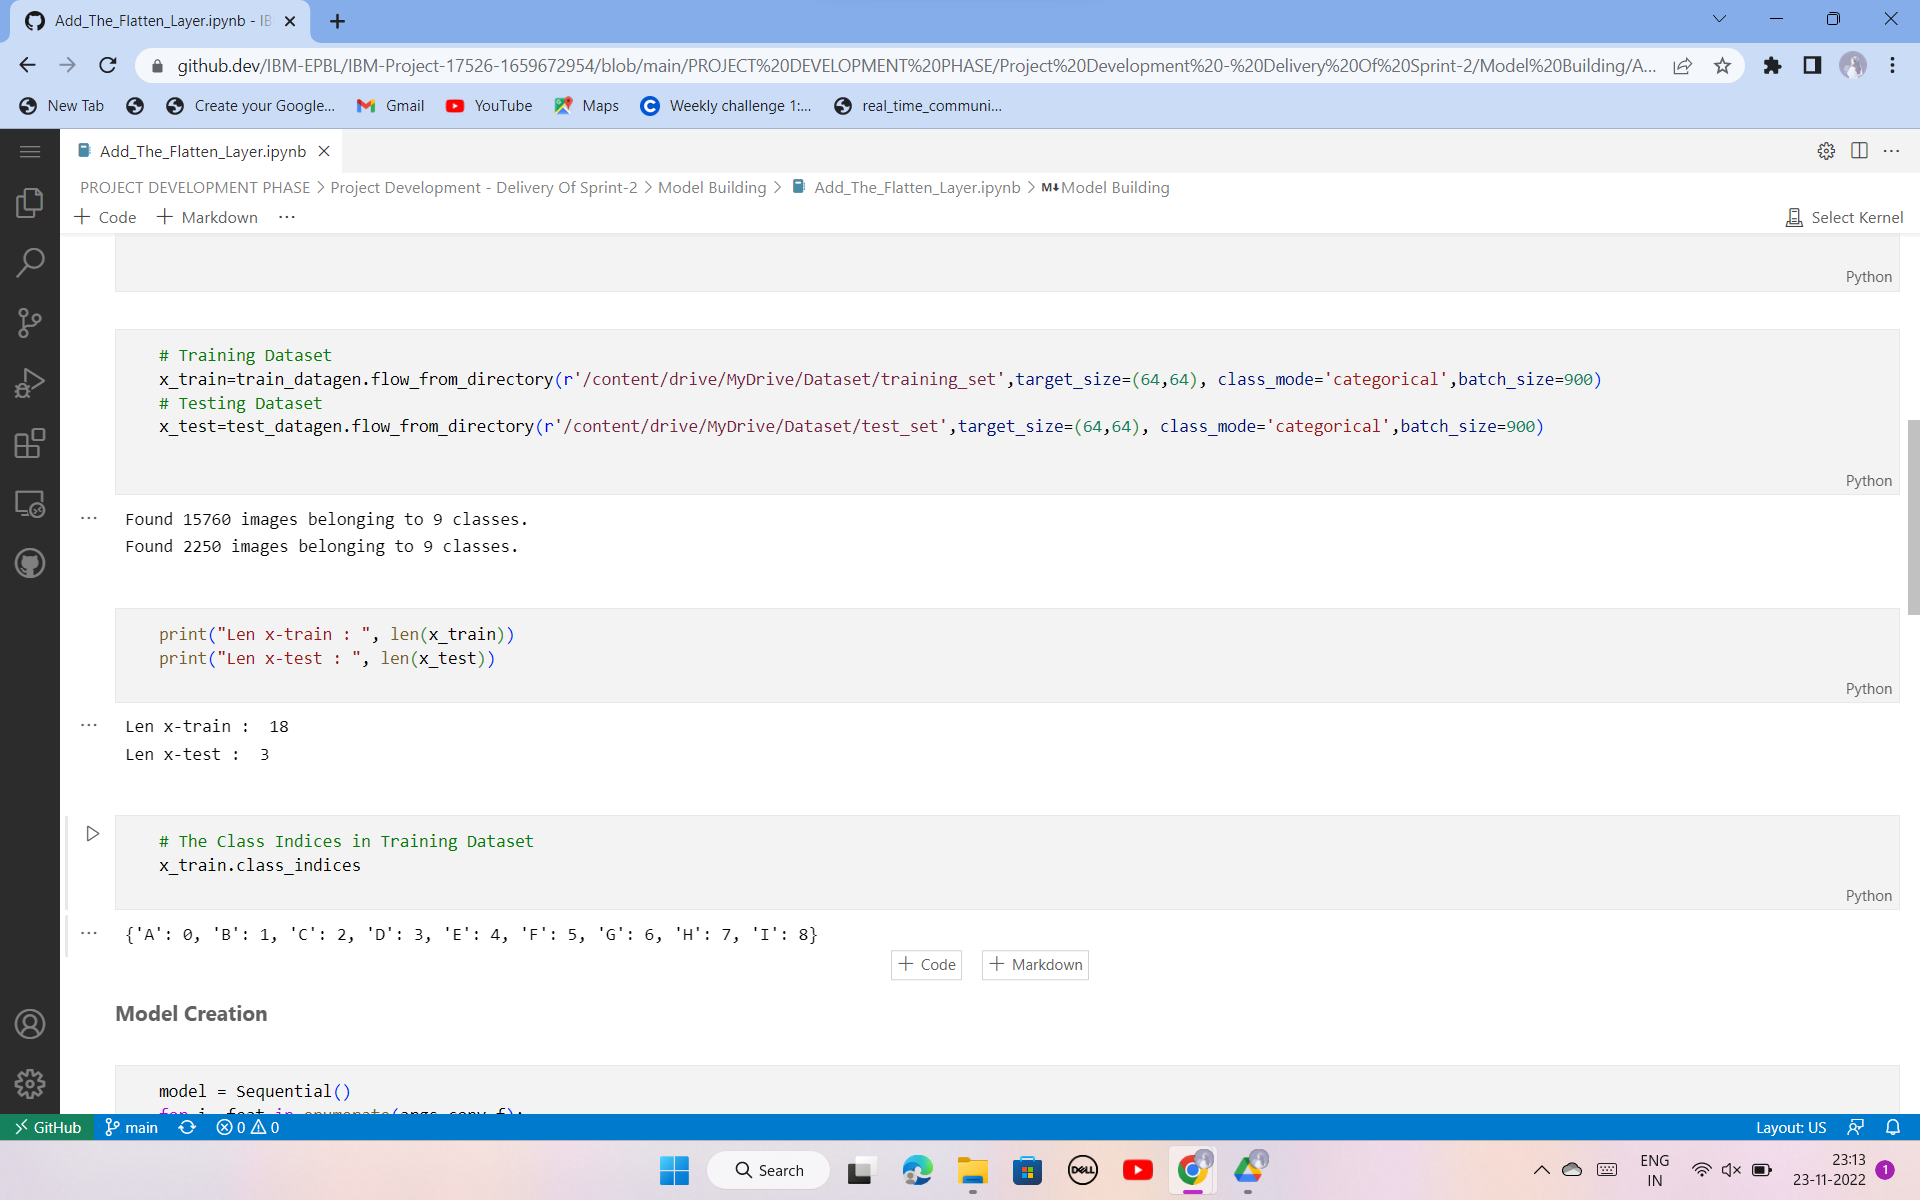 Add_The_Flatten_Layer.ipynb - IB
github.dev/IBM-EPBL/IBM-Project-17526-1659672954/blob/main/PROJECT%20DEVELOPMENT%20PHASE/Project%20Development%20-%20Delivery%20Of%20Sprint-2/Model%20Building/A...
New Tab
Create your Google...
Gmail
YouTube
Maps
Weekly challenge 1:...
real_time_communi...
Add_The_Flatten_Layer.ipynb
PROJECT DEVELOPMENT PHASE > Project Development - Delivery Of Sprint-2 > Model Building > Add_The_Flatten_Layer.ipynb > M↓ Model Building
+ Code + Markdown ...
Select Kernel
Python
# Training Dataset
x_train=train_datagen.flow_from_directory(r'/content/drive/MyDrive/Dataset/training_set',target_size=(64,64), class_mode='categorical',batch_size=900)
# Testing Dataset
x_test=test_datagen.flow_from_directory(r'/content/drive/MyDrive/Dataset/test_set',target_size=(64,64), class_mode='categorical',batch_size=900)
Python
Found 15760 images belonging to 9 classes.
Found 2250 images belonging to 9 classes.
print("Len x-train : ", len(x_train))
print("Len x-test : ", len(x_test))
Python
Len x-train :  18
Len x-test :  3
# The Class Indices in Training Dataset
x_train.class_indices
Python
{'A': 0, 'B': 1, 'C': 2, 'D': 3, 'E': 4, 'F': 5, 'G': 6, 'H': 7, 'I': 8}
+ Code + Markdown
Model Creation
model = Sequential()
for i, feat in enumerate(args.conv_f):
GitHub main 0 0
Layout: US
Search
DELL
ENG
IN
23:13
23-11-2022
1